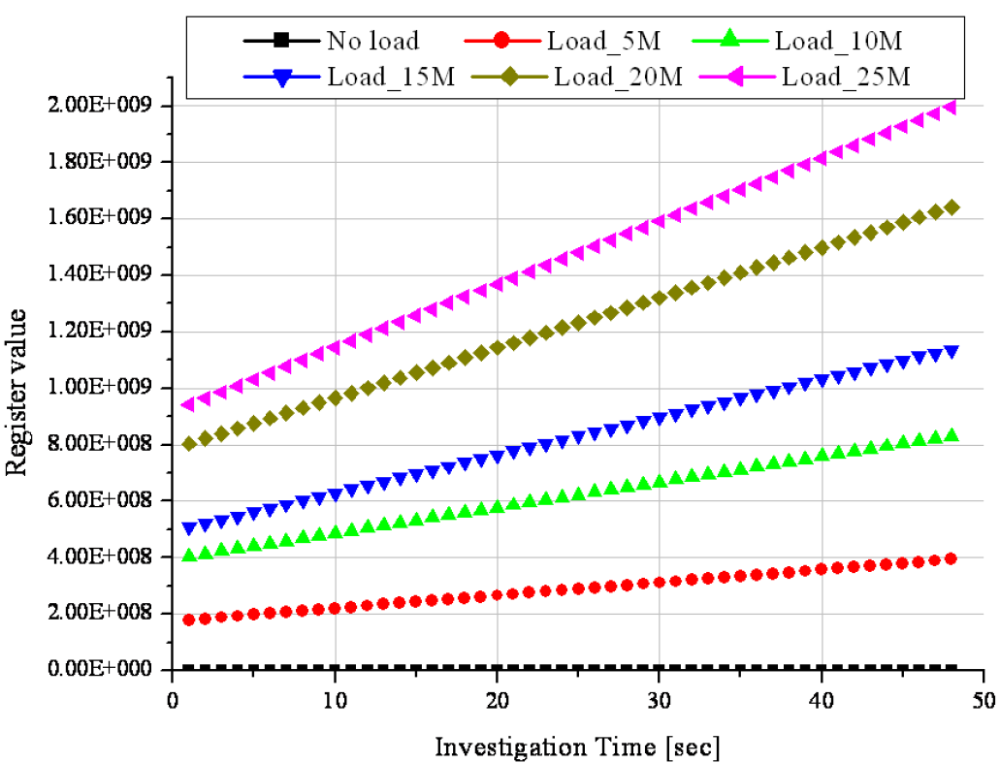 No load Load_5M Load_10M
Load_15M Load_20M Load_25M
2.00E+009
1.80E+009
1.60E+009
1.40E+009
1.20E+009
1.00E+009
8.00E+008
6.00E+008
4.00E+008
2.00E+008
0.00E+000
Register value
0 10 20 30 40 50
Investigation Time [sec]